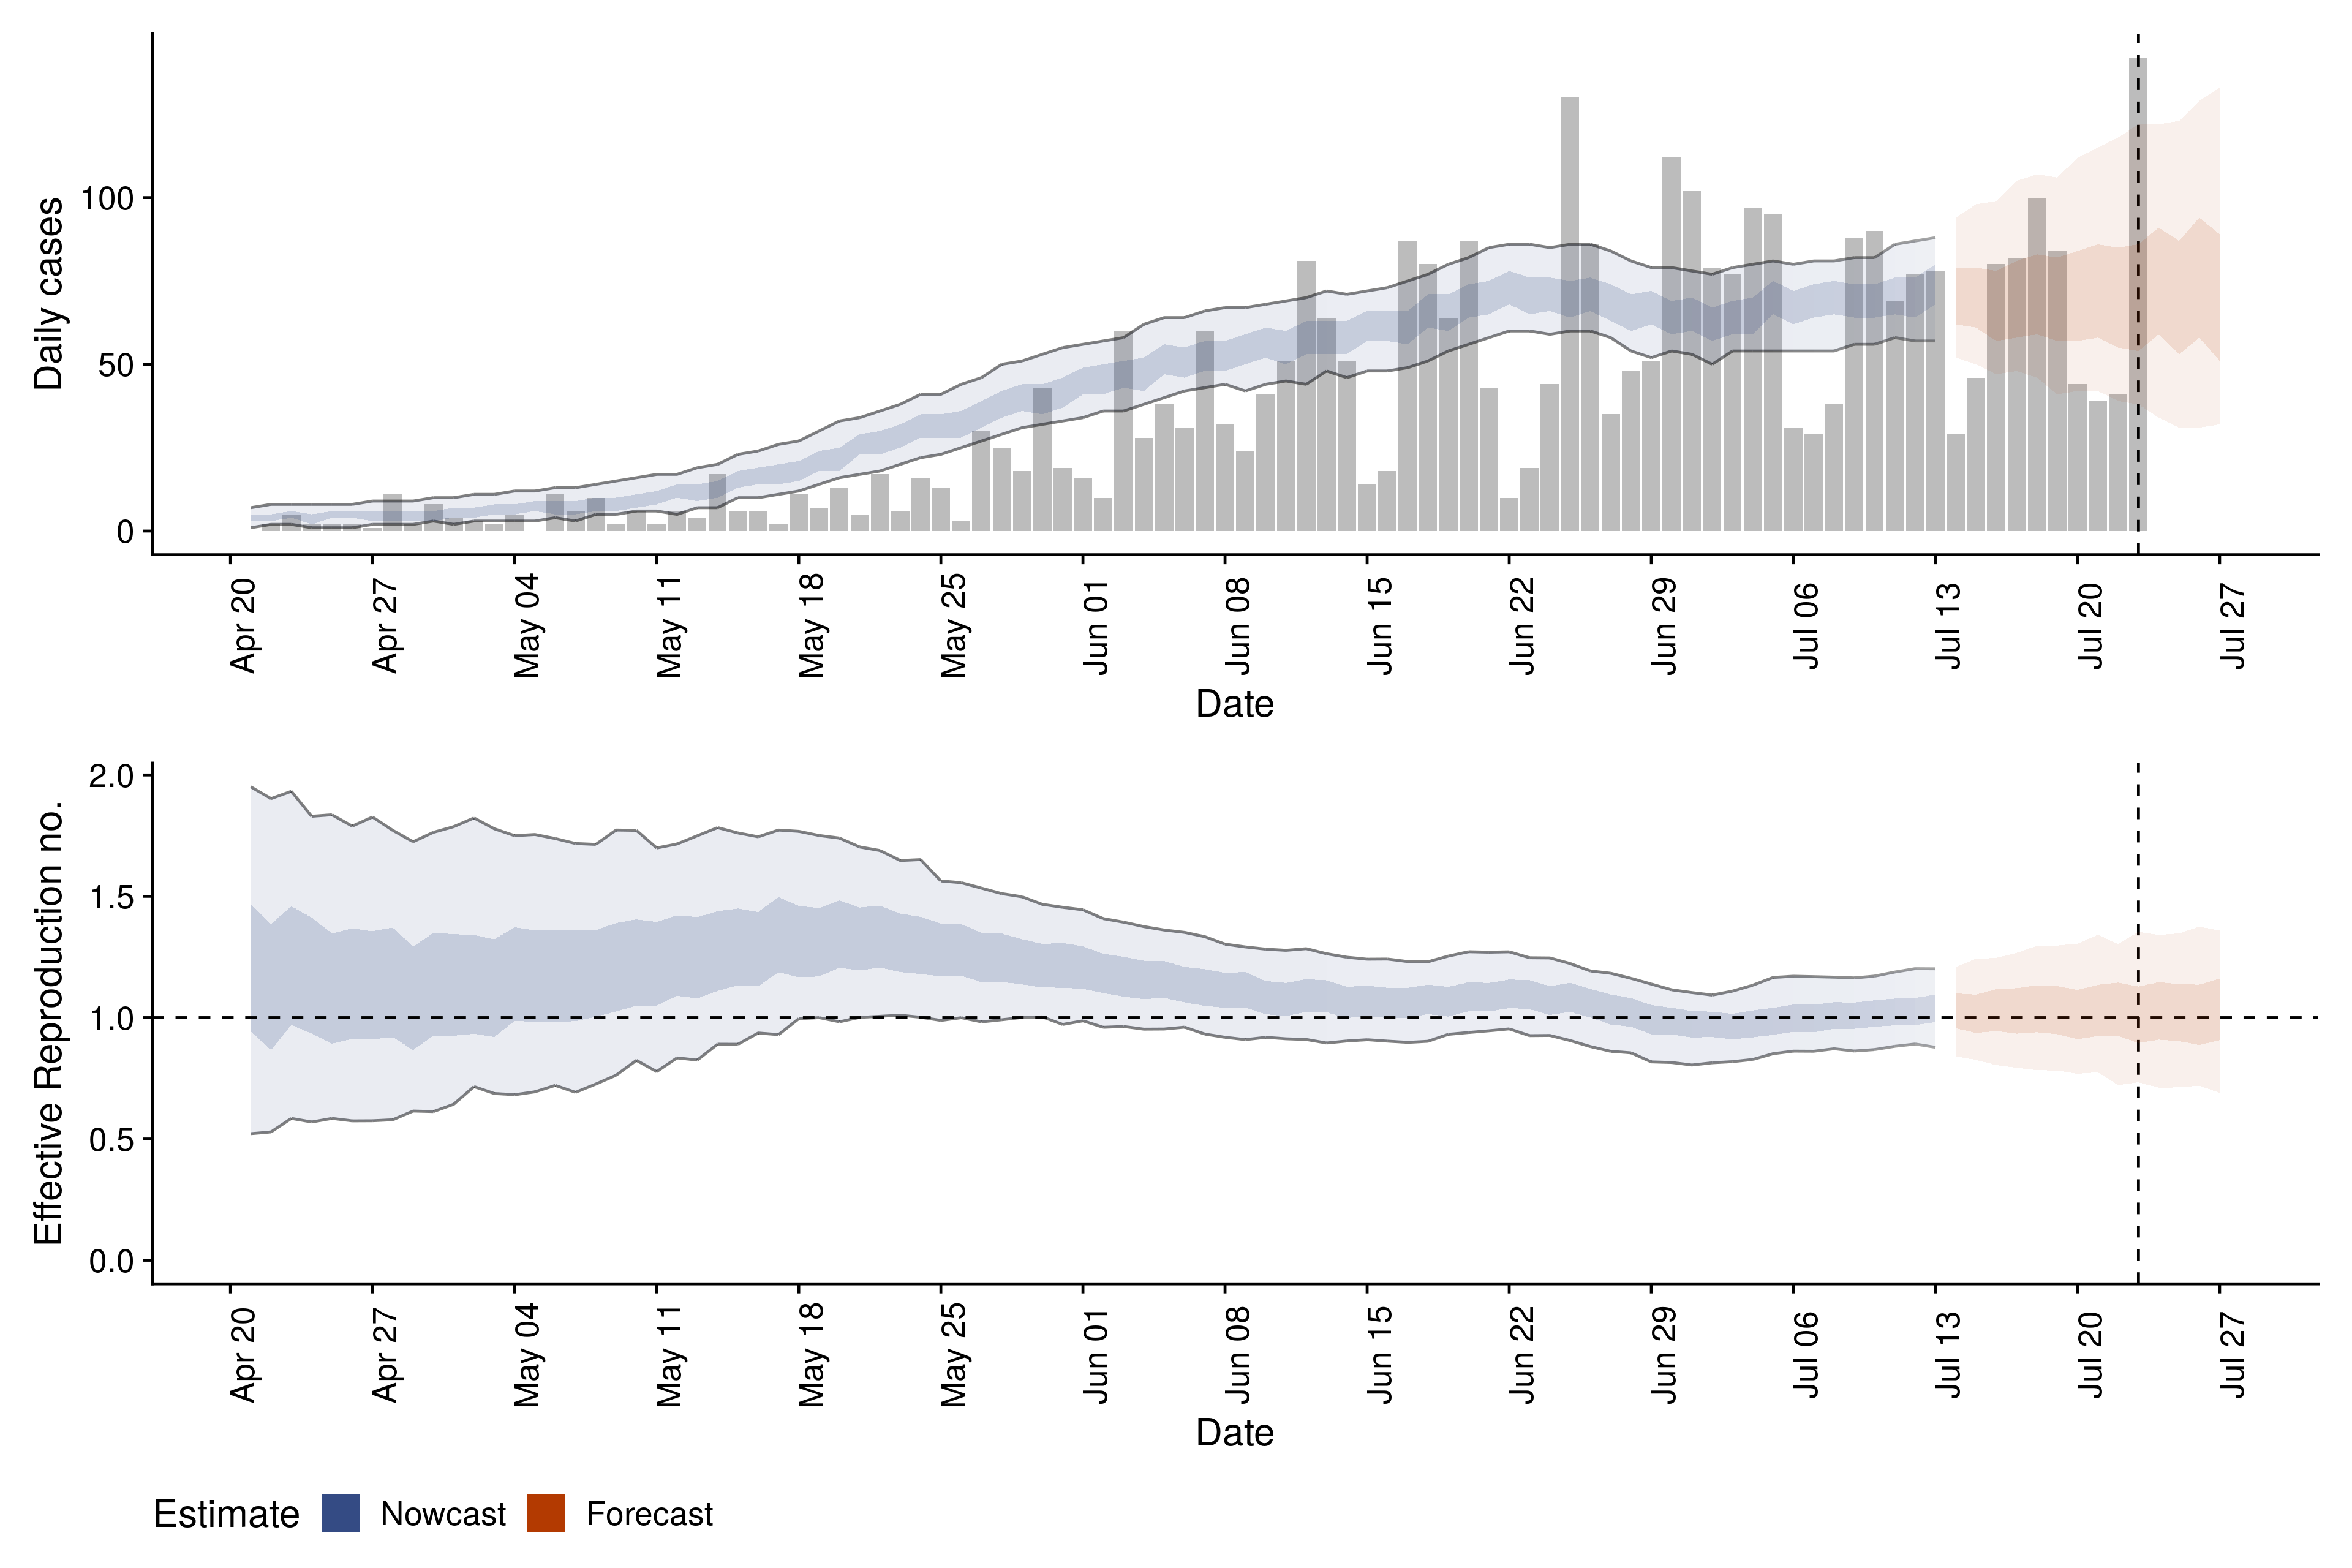 Daily cases
100
50
0
Apr 20 Apr 27 May 04 May 11 May 18 May 25 Jun 01 Jun 08 Jun 15 Jun 22 Jun 29 Jul 06 Jul 13 Jul 20 Jul 27
Date
Effective Reproduction no.
2.0
1.5
1.0
0.5
0.0
Apr 20 Apr 27 May 04 May 11 May 18 May 25 Jun 01 Jun 08 Jun 15 Jun 22 Jun 29 Jul 06 Jul 13 Jul 20 Jul 27
Date
Estimate Nowcast Forecast